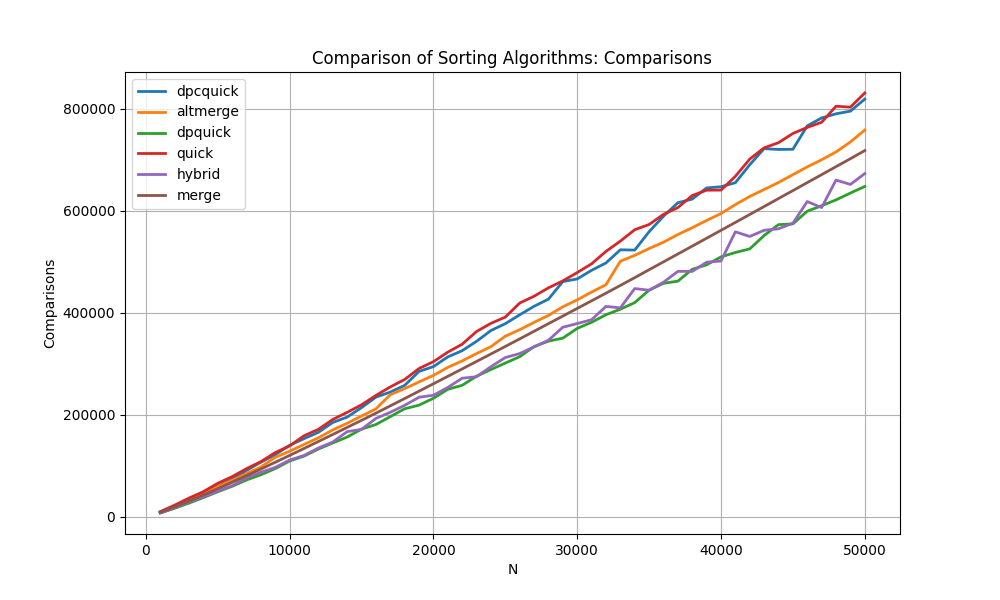 Comparison of Sorting Algorithms: Comparisons
dpcquick
altmerge
dpquick
quick
hybrid
merge
800000
600000
400000
200000
0
Comparisons
0 10000 20000 30000 40000 50000
N